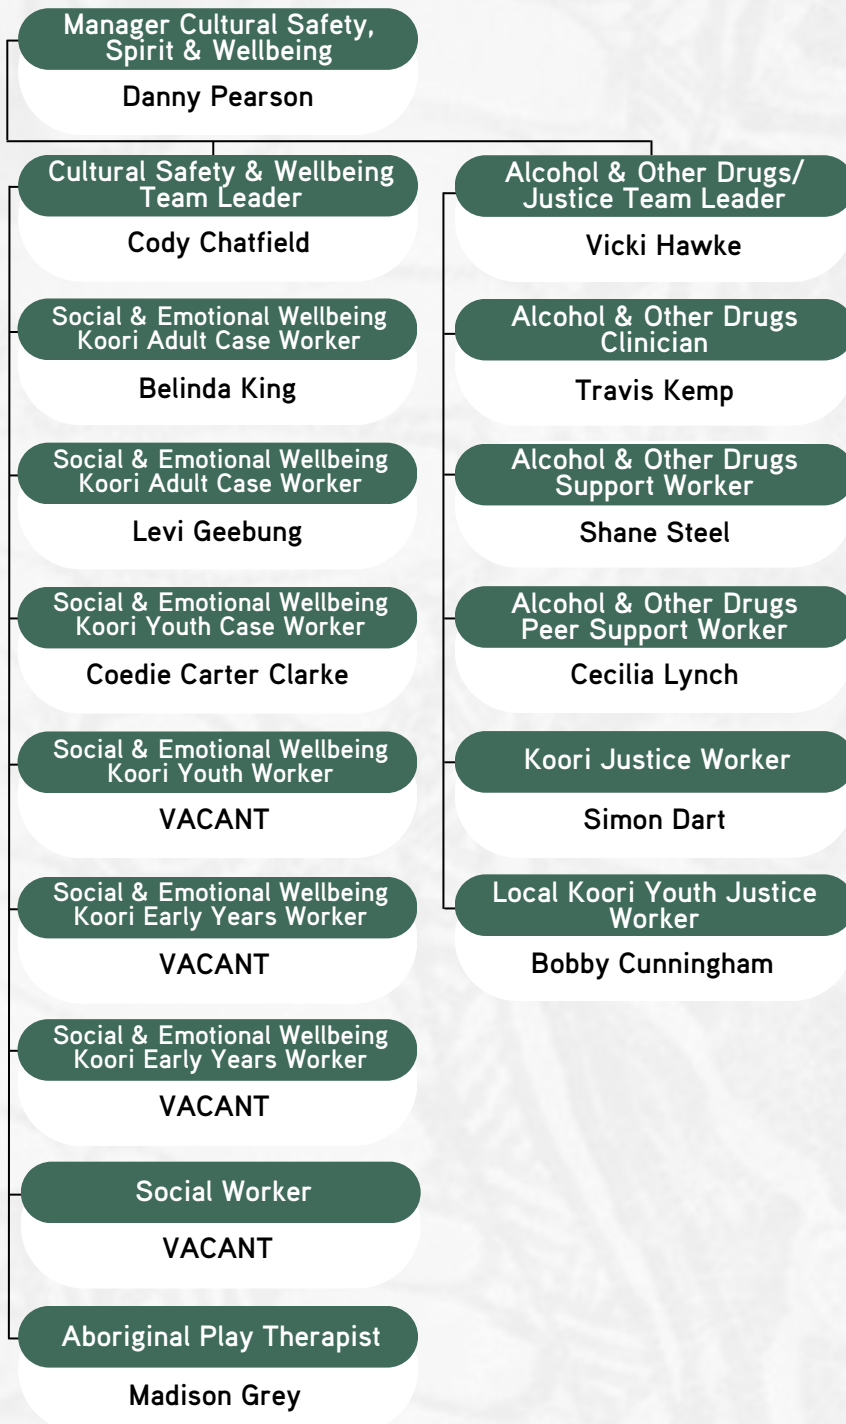 Manager Cultural Safety,
Spirit & Wellbeing
Danny Pearson
Cultural Safety & Wellbeing
Team Leader
Cody Chatfield
Social & Emotional Wellbeing
Koori Adult Case Worker
Belinda King
Social & Emotional Wellbeing
Koori Adult Case Worker
Levi Geebung
Social & Emotional Wellbeing
Koori Youth Case Worker
Coedie Carter Clarke
Social & Emotional Wellbeing
Koori Youth Worker
VACANT
Social & Emotional Wellbeing
Koori Early Years Worker
VACANT
Social & Emotional Wellbeing
Koori Early Years Worker
VACANT
Social Worker
VACANT
Aboriginal Play Therapist
Madison Grey
Alcohol & Other Drugs/
Justice Team Leader
Vicki Hawke
Alcohol & Other Drugs
Clinician
Travis Kemp
Alcohol & Other Drugs
Support Worker
Shane Steel
Alcohol & Other Drugs
Peer Support Worker
Cecilia Lynch
Koori Justice Worker
Simon Dart
Local Koori Youth Justice
Worker
Bobby Cunningham